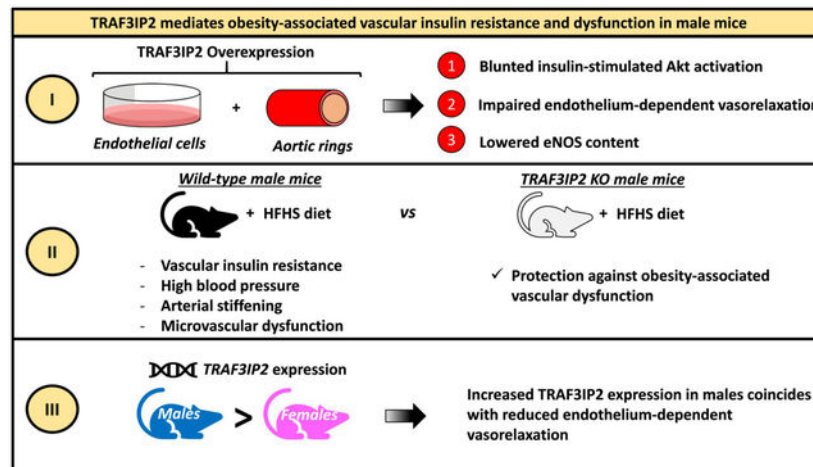 TRAF3IP2 mediates obesity-associated vascular insulin resistance and dysfunction in male mice
I
TRAF3IP2 Overexpression
+
Endothelial cells
Aortic rings
1 Blunted insulin-stimulated Akt activation
2 Impaired endothelium-dependent vasorelaxation
3 Lowered eNOS content
II
Wild-type male mice
+ HFHS diet
- Vascular insulin resistance
- High blood pressure
- Arterial stiffening
- Microvascular dysfunction
vs
TRAF3IP2 KO male mice
+ HFHS diet
✓ Protection against obesity-associated
vascular dysfunction
III
TRAF3IP2 expression
Males > Females
Increased TRAF3IP2 expression in males coincides
with reduced endothelium-dependent
vasorelaxation